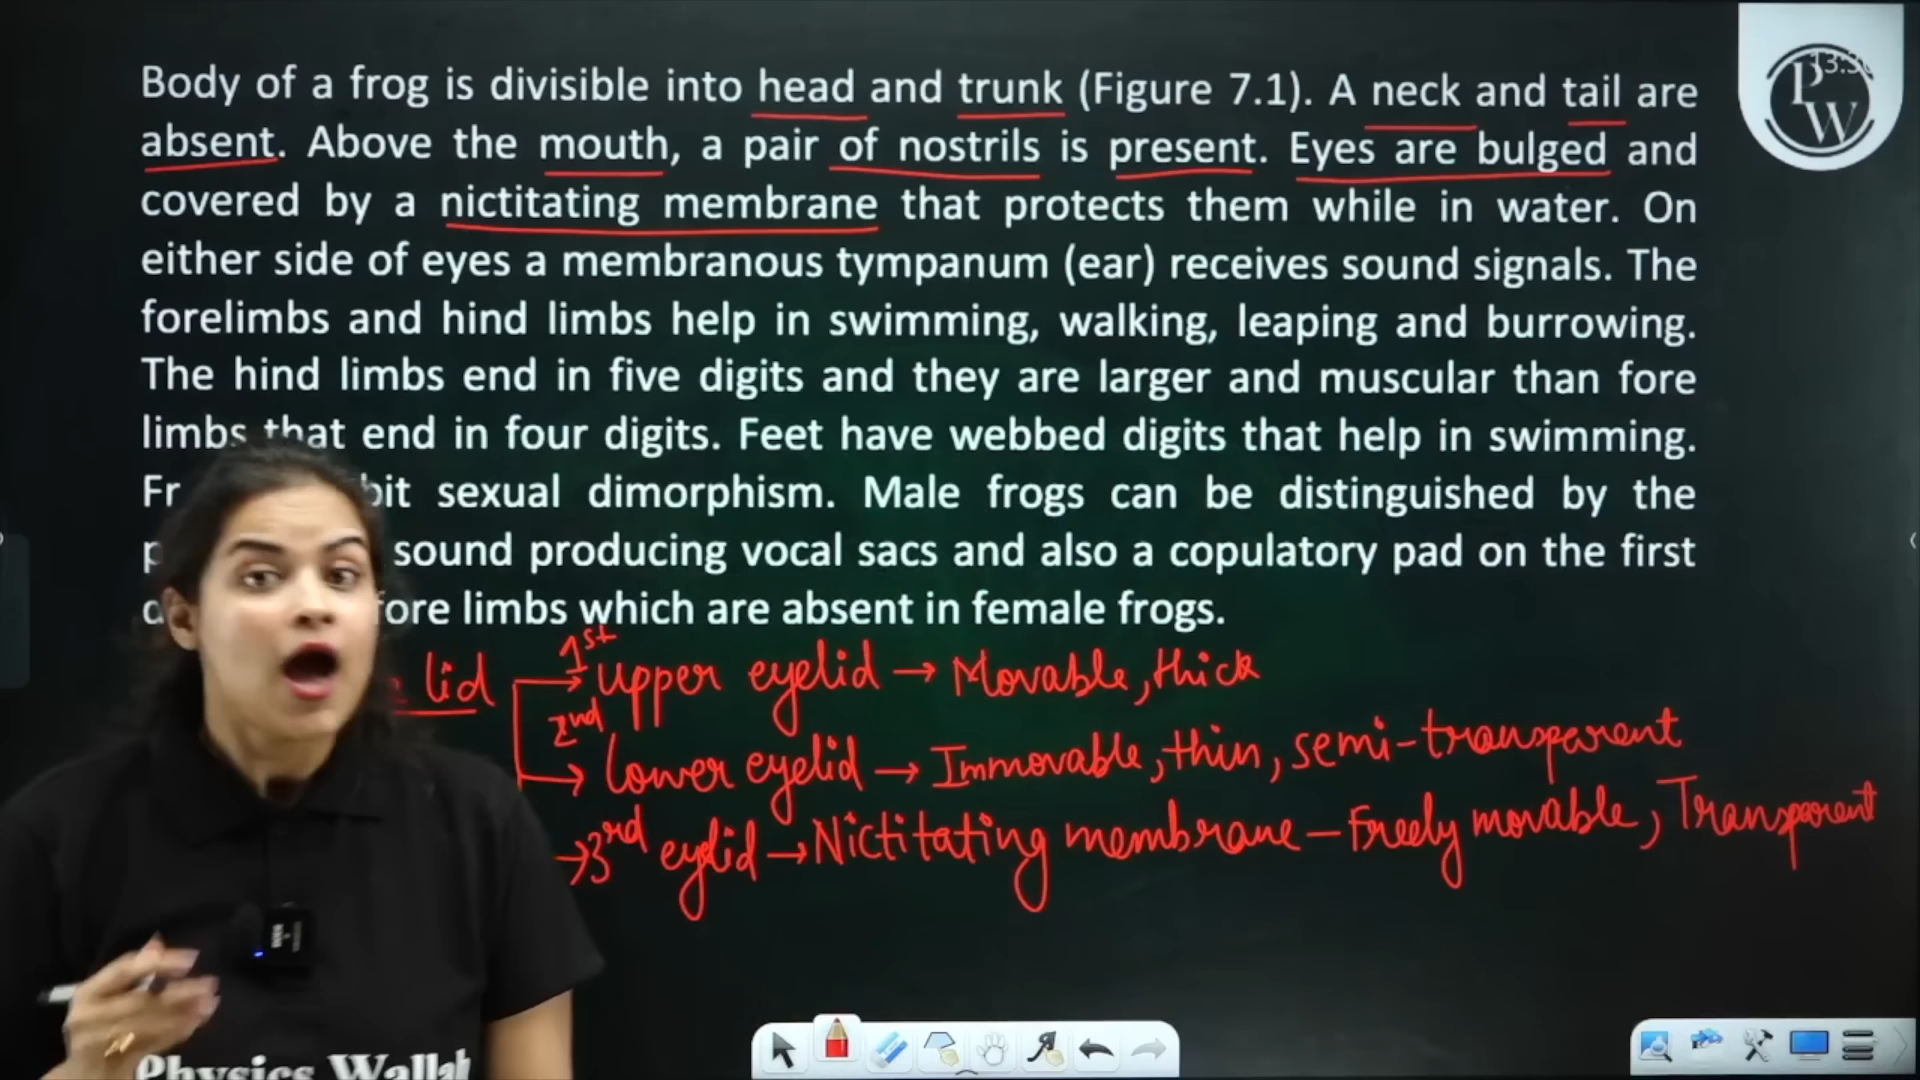 Body of a frog is divisible into head and trunk (Figure 7.1). A neck and tail are
absent. Above the mouth, a pair of nostrils is present. Eyes are bulged and
covered by a nictitating membrane that protects them while in water. On
either side of eyes a membranous tympanum (ear) receives sound signals. The
forelimbs and hind limbs help in swimming, walking, leaping and burrowing.
The hind limbs end in five digits and they are larger and muscular than fore
limbs that end in four digits. Feet have webbed digits that help in swimming.
Fr bit sexual dimorphism. Male frogs can be distinguished by the
p sound producing vocal sacs and also a copulatory pad on the first
fore limbs which are absent in female frogs.
lid
1st Upper eyelid → Movable, thick
2nd Lower eyelid → Immovable, thin, semi-transparent
→ 3rd eyelid → Nictitating membrane – Freely movable, Transparent
PW
Physics Wallah